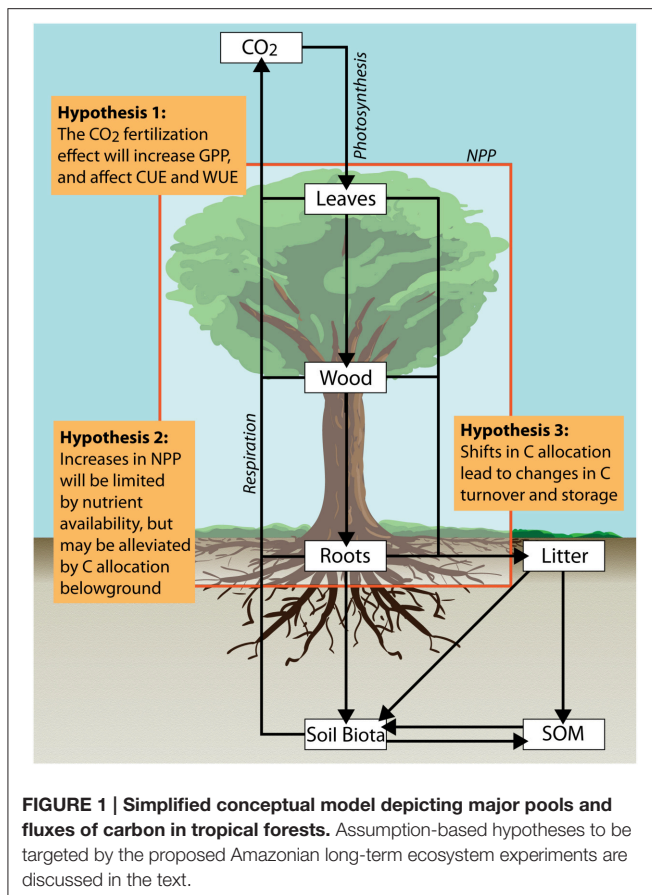 CO2
Photosynthesis
Hypothesis 1:
The CO2 fertilization
effect will increase GPP,
and affect CUE and WUE
NPP
Leaves
Wood
Respiration
Hypothesis 2:
Increases in NPP
will be limited
by nutrient
availability, but
may be alleviated
by C allocation
belowground
Hypothesis 3:
Shifts in C allocation
lead to changes in C
turnover and storage
Roots
Litter
Soil Biota
SOM
FIGURE 1 | Simplified conceptual model depicting major pools and
fluxes of carbon in tropical forests. Assumption-based hypotheses to be
targeted by the proposed Amazonian long-term ecosystem experiments are
discussed in the text.